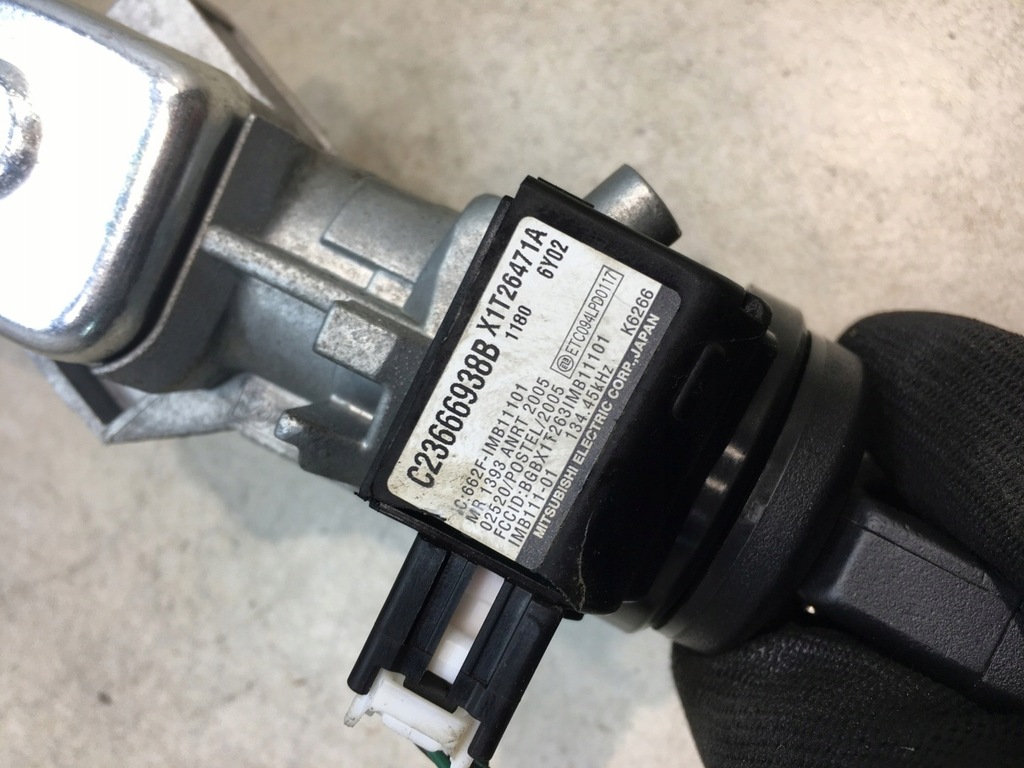 C23666938B X1T26471A
1180 6Y02
IC:662F-IMB11101
MR 1393 ANRT 2005
02520/POSTEL/2005 ETC094LPD0117
FCCID:BGBX1T263IMB11101
IMB111-01 134.45kHz K6266
MITSUBISHI ELECTRIC CORP.,JAPAN